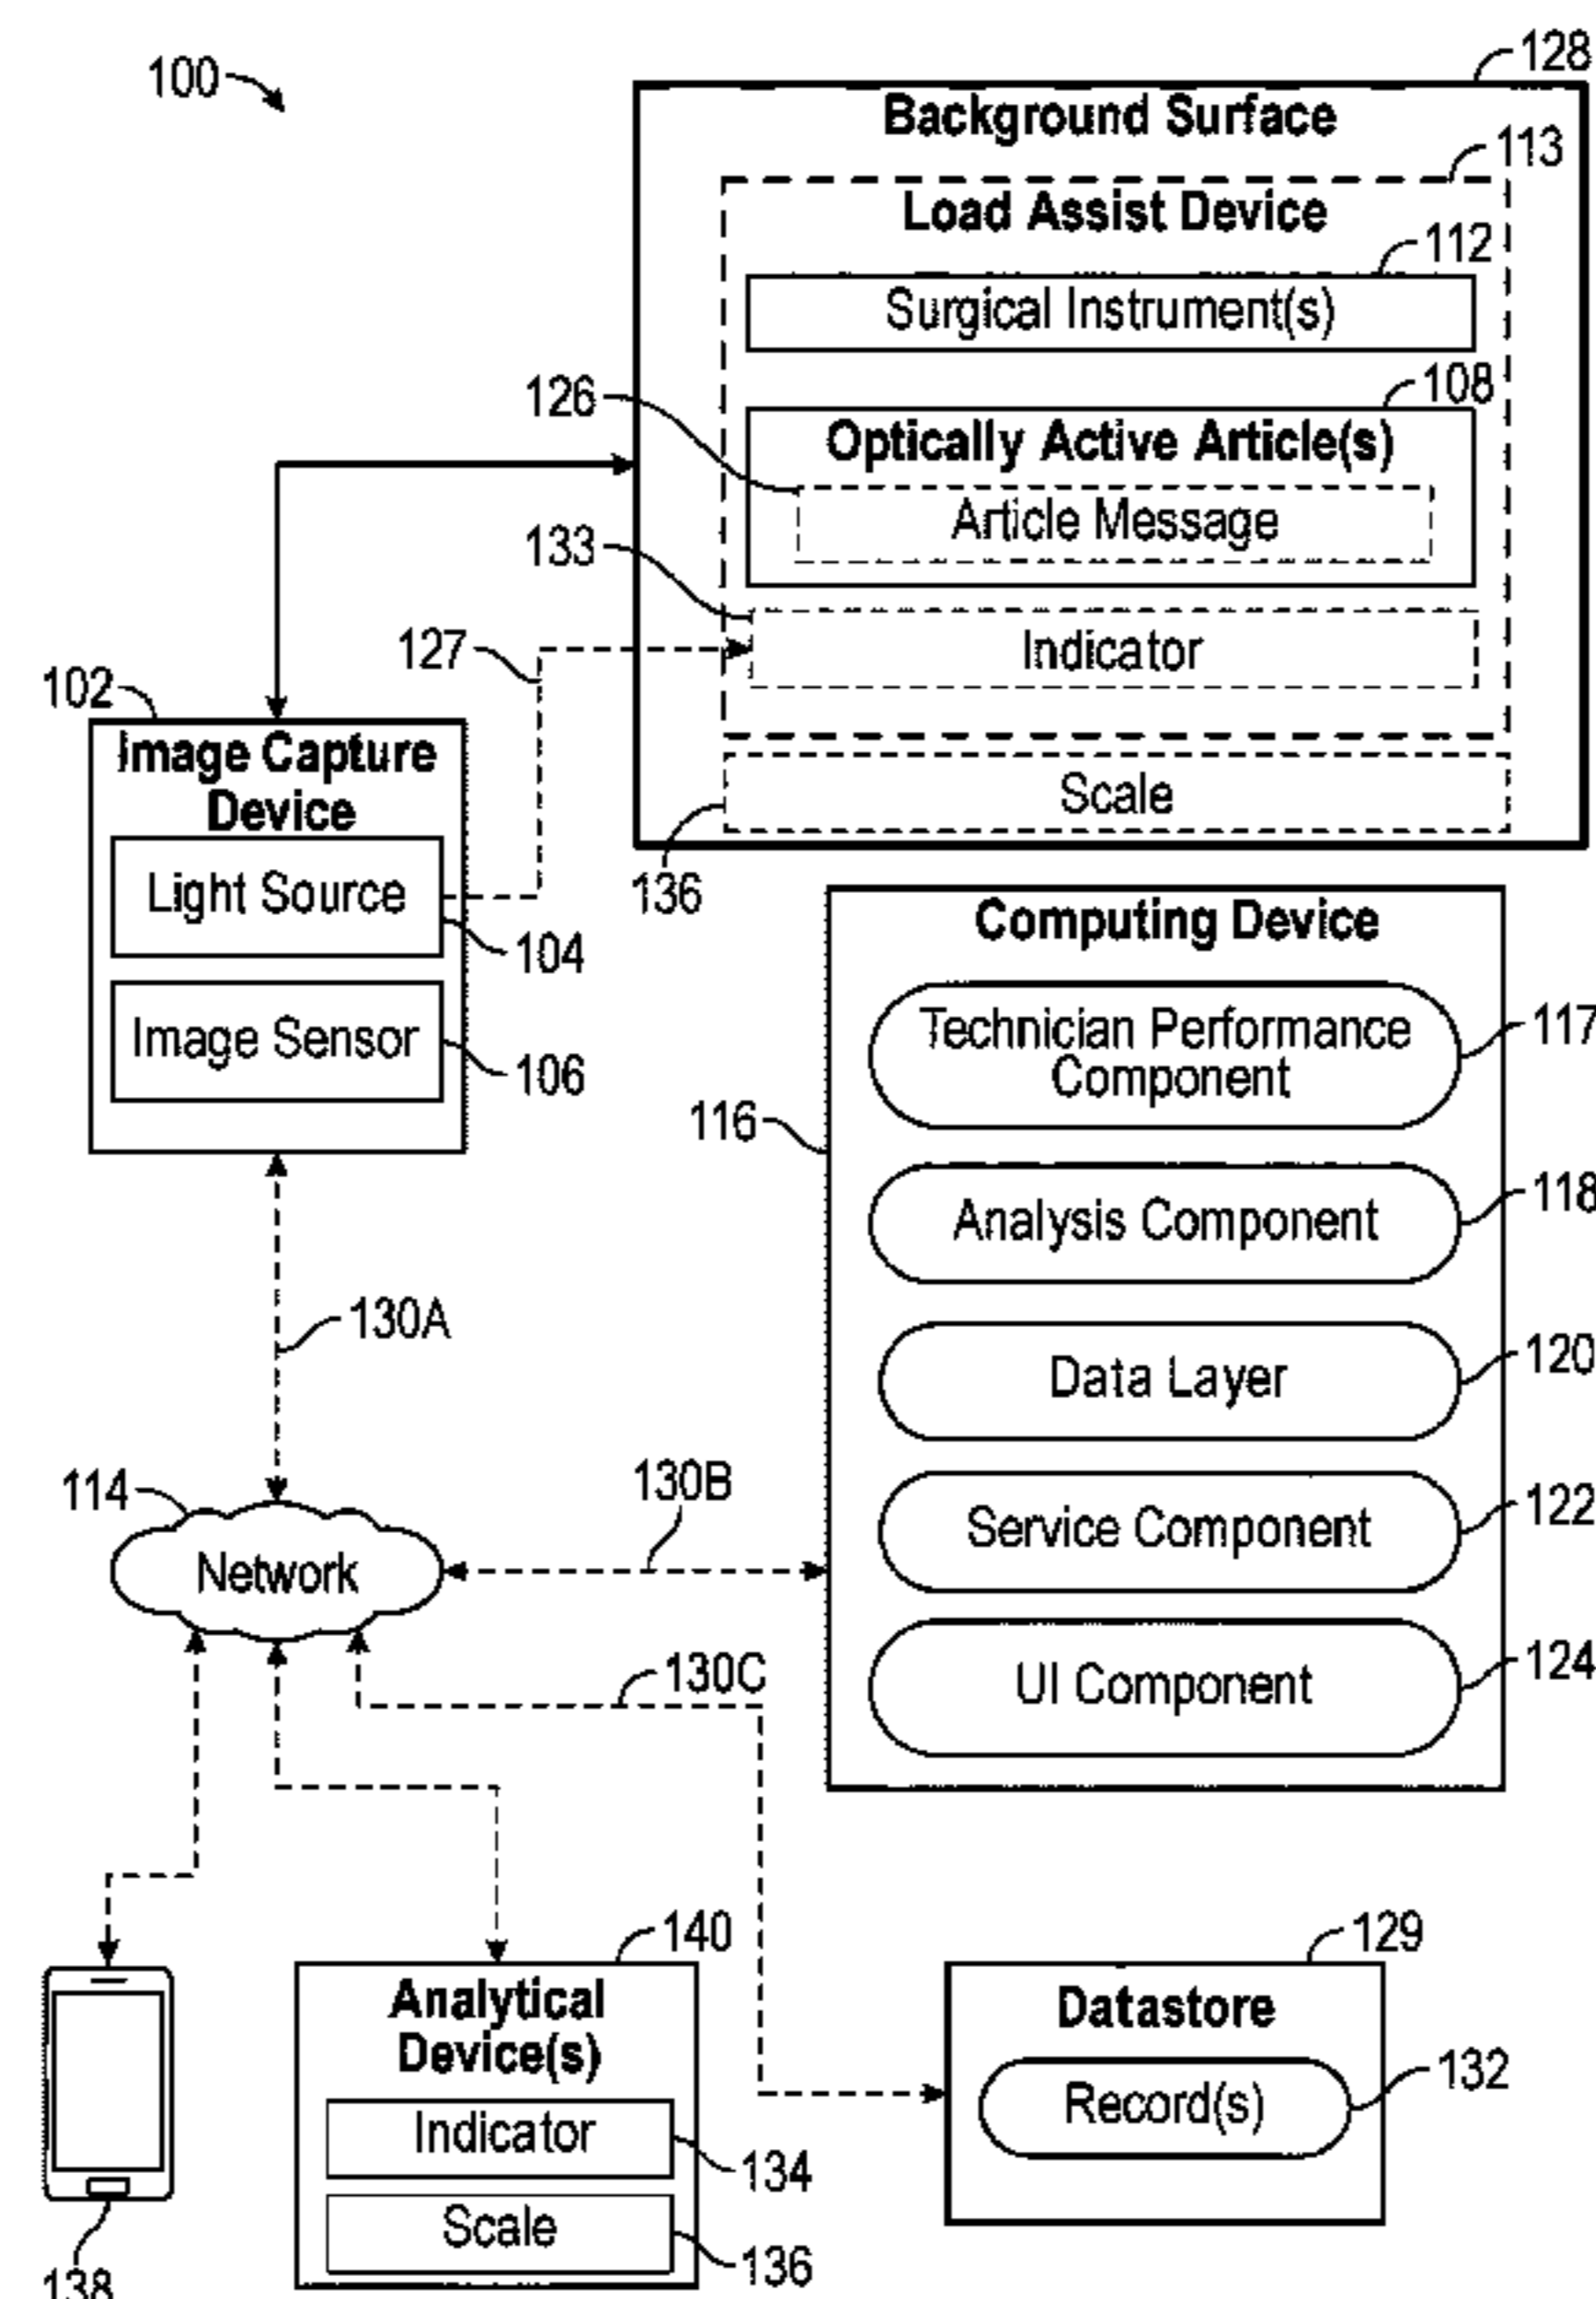 100
128
Background Surface
113
Load Assist Device
112
Surgical Instrument(s)
108
126
Optically Active Article(s)
Article Message
133
Indicator
127
102
Image Capture
Device
Scale
136
Light Source
104
Image Sensor
106
Computing Device
Technician Performance
Component
117
116
Analysis Component
118
130A
Data Layer
120
114
Network
130B
Service Component
122
130C
UI Component
124
140
Analytical
Device(s)
Indicator
134
Scale
136
129
Datastore
Record(s)
132
138